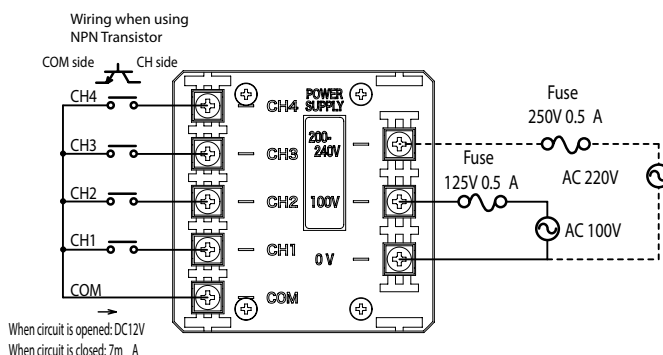 Wiring when using
NPN Transistor
COM side
CH side
CH4
CH3
CH2
CH1
COM
When circuit is opened: DC12V
When circuit is closed: 7m A
CH4
CH3
CH2
CH1
COM
POWER
SUPPLY
200-
240V
100V
0 V
Fuse
250V 0.5 A
Fuse
125V 0.5 A
AC 220V
AC 100V